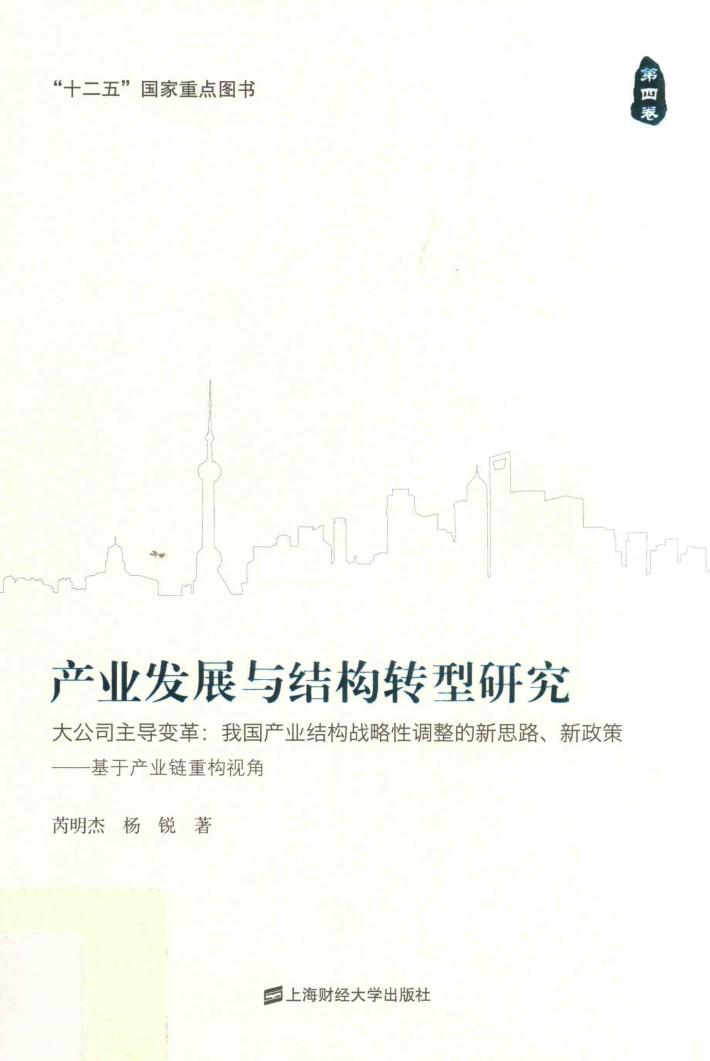 “十二五”国家重点图书
第四卷
产业发展与结构转型研究
大公司主导变革：我国产业结构战略性调整的新思路、新政策
——基于产业链重构视角
芮明杰 杨 锐 著
上海财经大学出版社